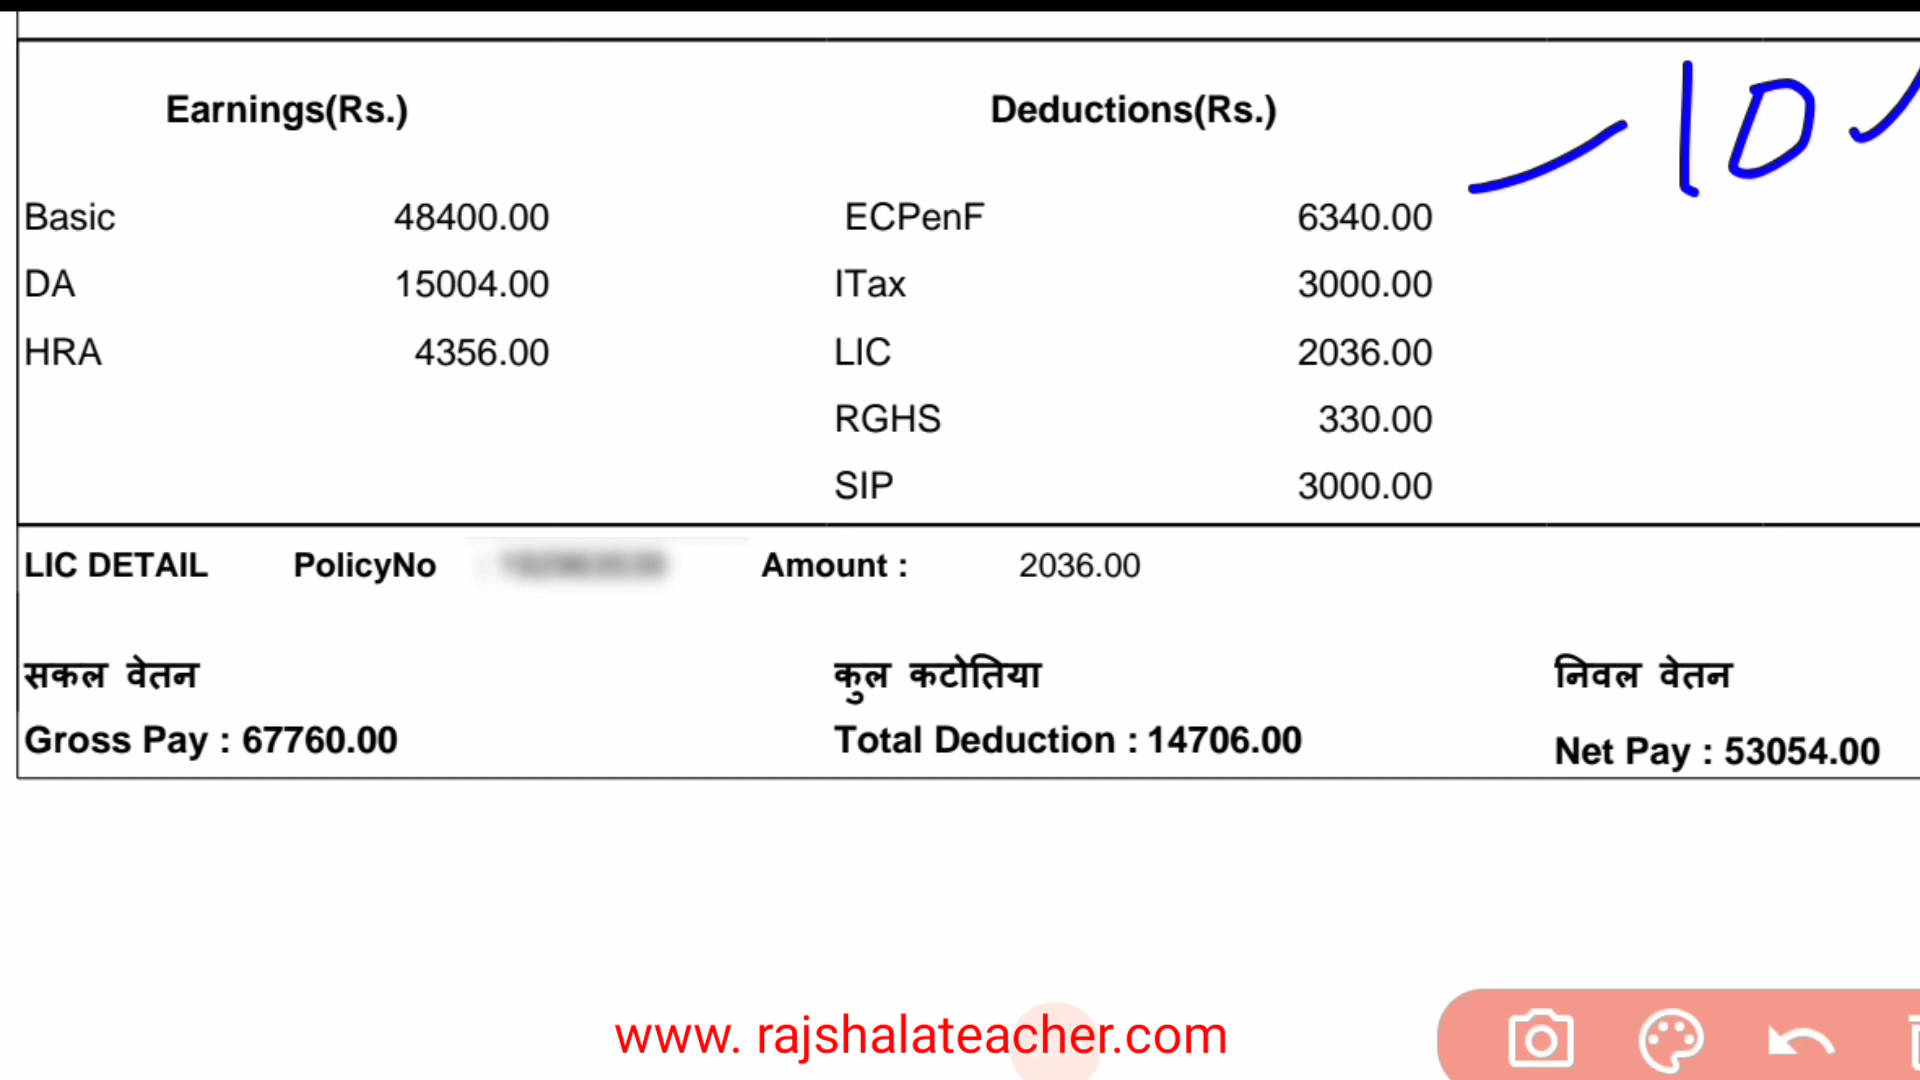 Earnings(Rs.) Deductions(Rs.) 10
Basic 48400.00 ECPenF 6340.00
DA 15004.00 ITax 3000.00
HRA 4356.00 LIC 2036.00
RGHS 330.00
SIP 3000.00
LIC DETAIL PolicyNo Amount : 2036.00
सकल वेतन कुल कटोतिया निवल वेतन
Gross Pay : 67760.00 Total Deduction : 14706.00 Net Pay : 53054.00
www. rajshalateacher.com